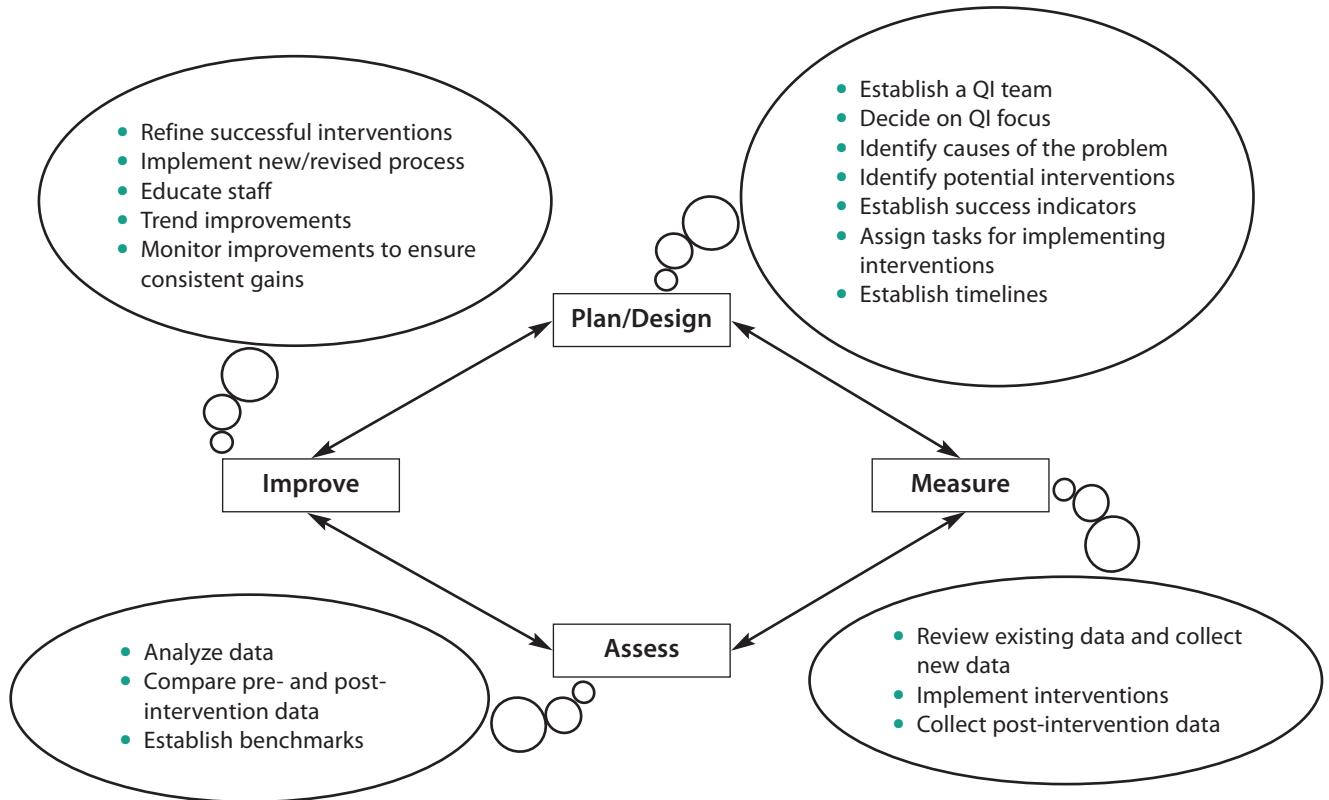 • Refine successful interventions
• Implement new/revised process
• Educate staff
• Trend improvements
• Monitor improvements to ensure
consistent gains
• Establish a QI team
• Decide on QI focus
• Identify causes of the problem
• Identify potential interventions
• Establish success indicators
• Assign tasks for implementing
interventions
• Establish timelines
Plan/Design
Improve
Measure
Assess
• Analyze data
• Compare pre- and post-
intervention data
• Establish benchmarks
• Review existing data and collect
new data
• Implement interventions
• Collect post-intervention data